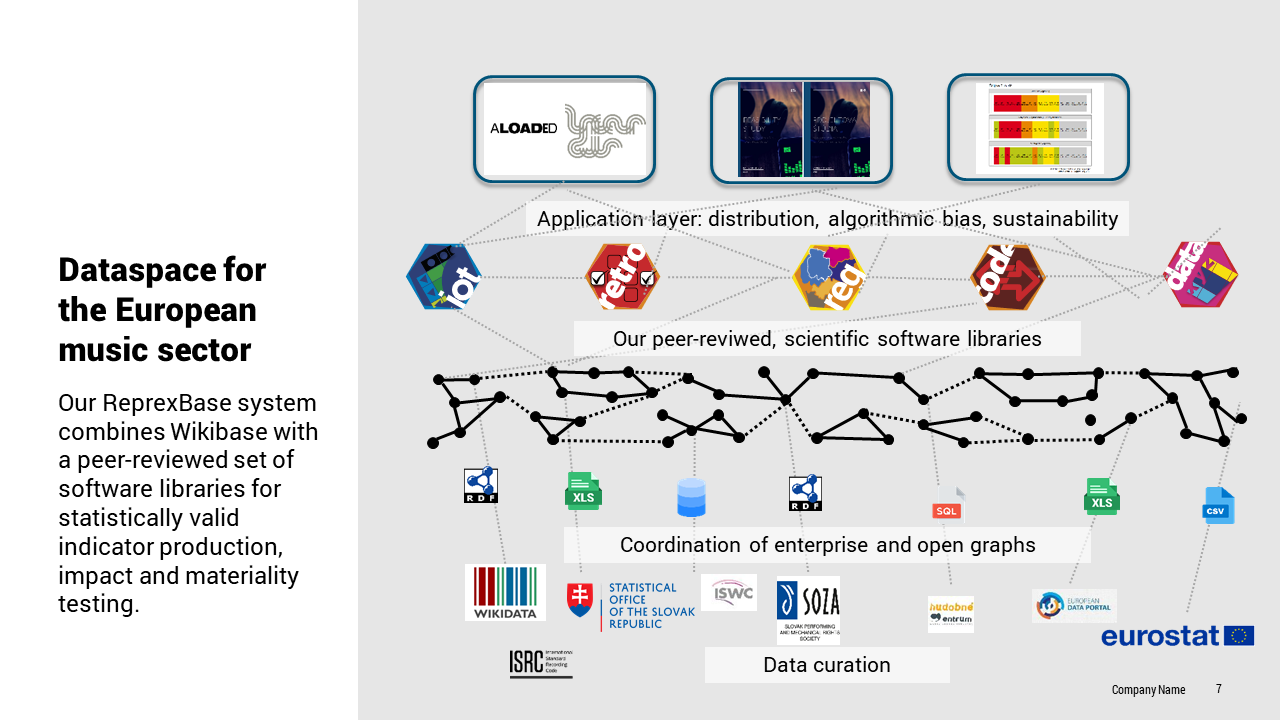 Dataspace for
the European
music sector
Our ReprexBase system
combines Wikibase with
a peer-reviewed set of
software libraries for
statistically valid
indicator production,
impact and materiality
testing.
ALOADED
Application layer: distribution, algorithmic bias, sustainability
iot
retro
reg
code
data
Our peer-reviwed, scientific software libraries
RDF
XLS
RDF
SQL
XLS
CSV
Coordination of enterprise and open graphs
WIKIDATA
STATISTICAL
OFFICE
OF THE SLOVAK
REPUBLIC
ISWC
SOZA
SLOVAK PERFORMING
AND MECHANICAL RIGHTS
SOCIETY
hudobné
entrum
EUROPEAN
DATA PORTAL
eurostat
ISRC
International
Standard
Recording
Code
Data curation
Company Name
7